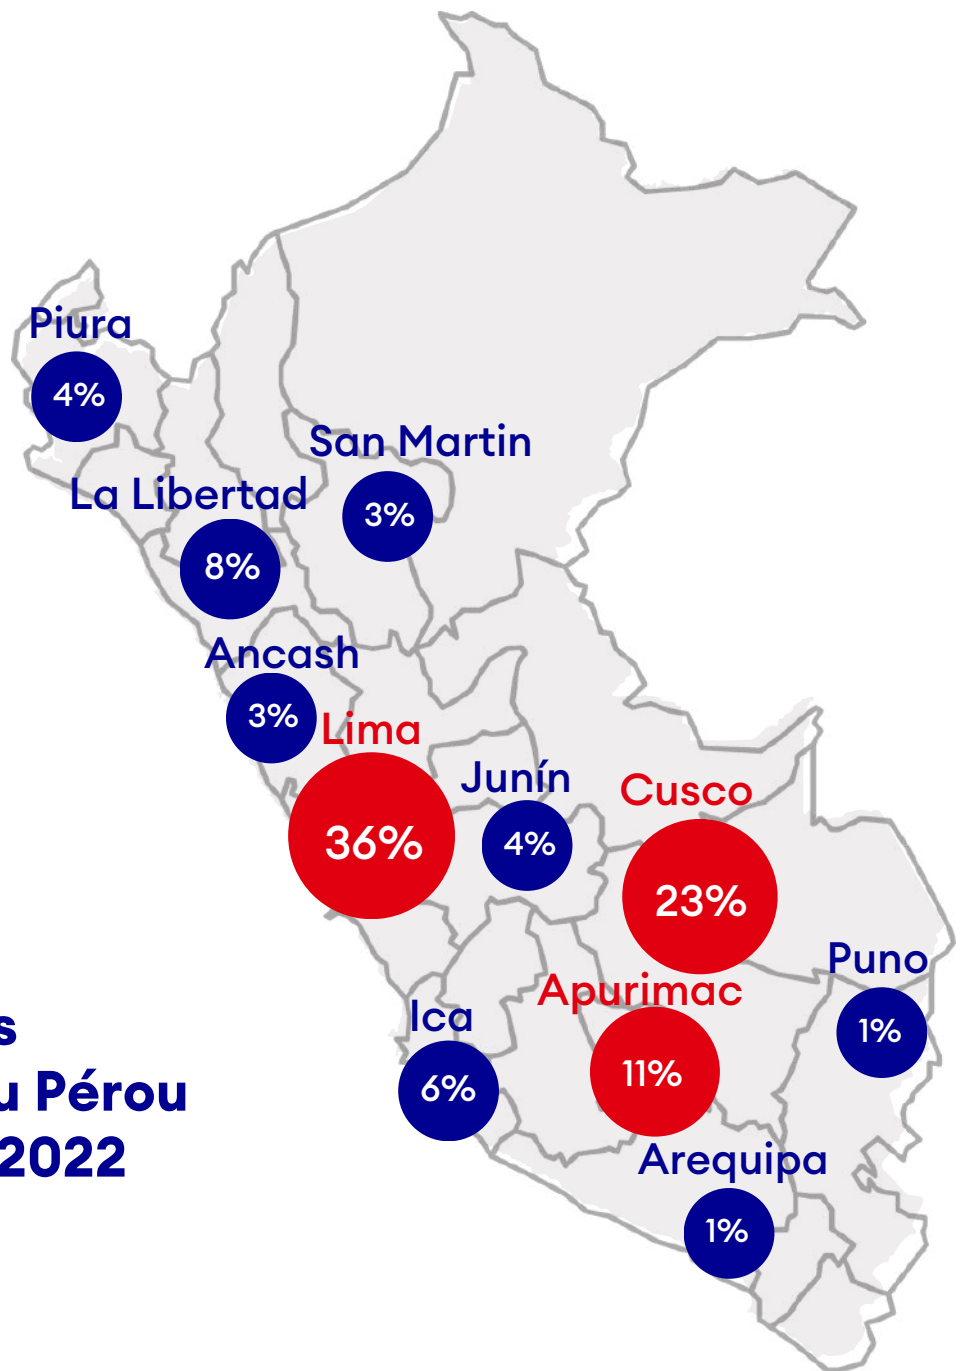 Piura
4%
San Martin
3%
La Libertad
8%
Ancash
3%
Lima
36%
Junín
4%
Cusco
23%
Puno
1%
Apurimac
11%
Ica
6%
Pérou
2022
Arequipa
1%